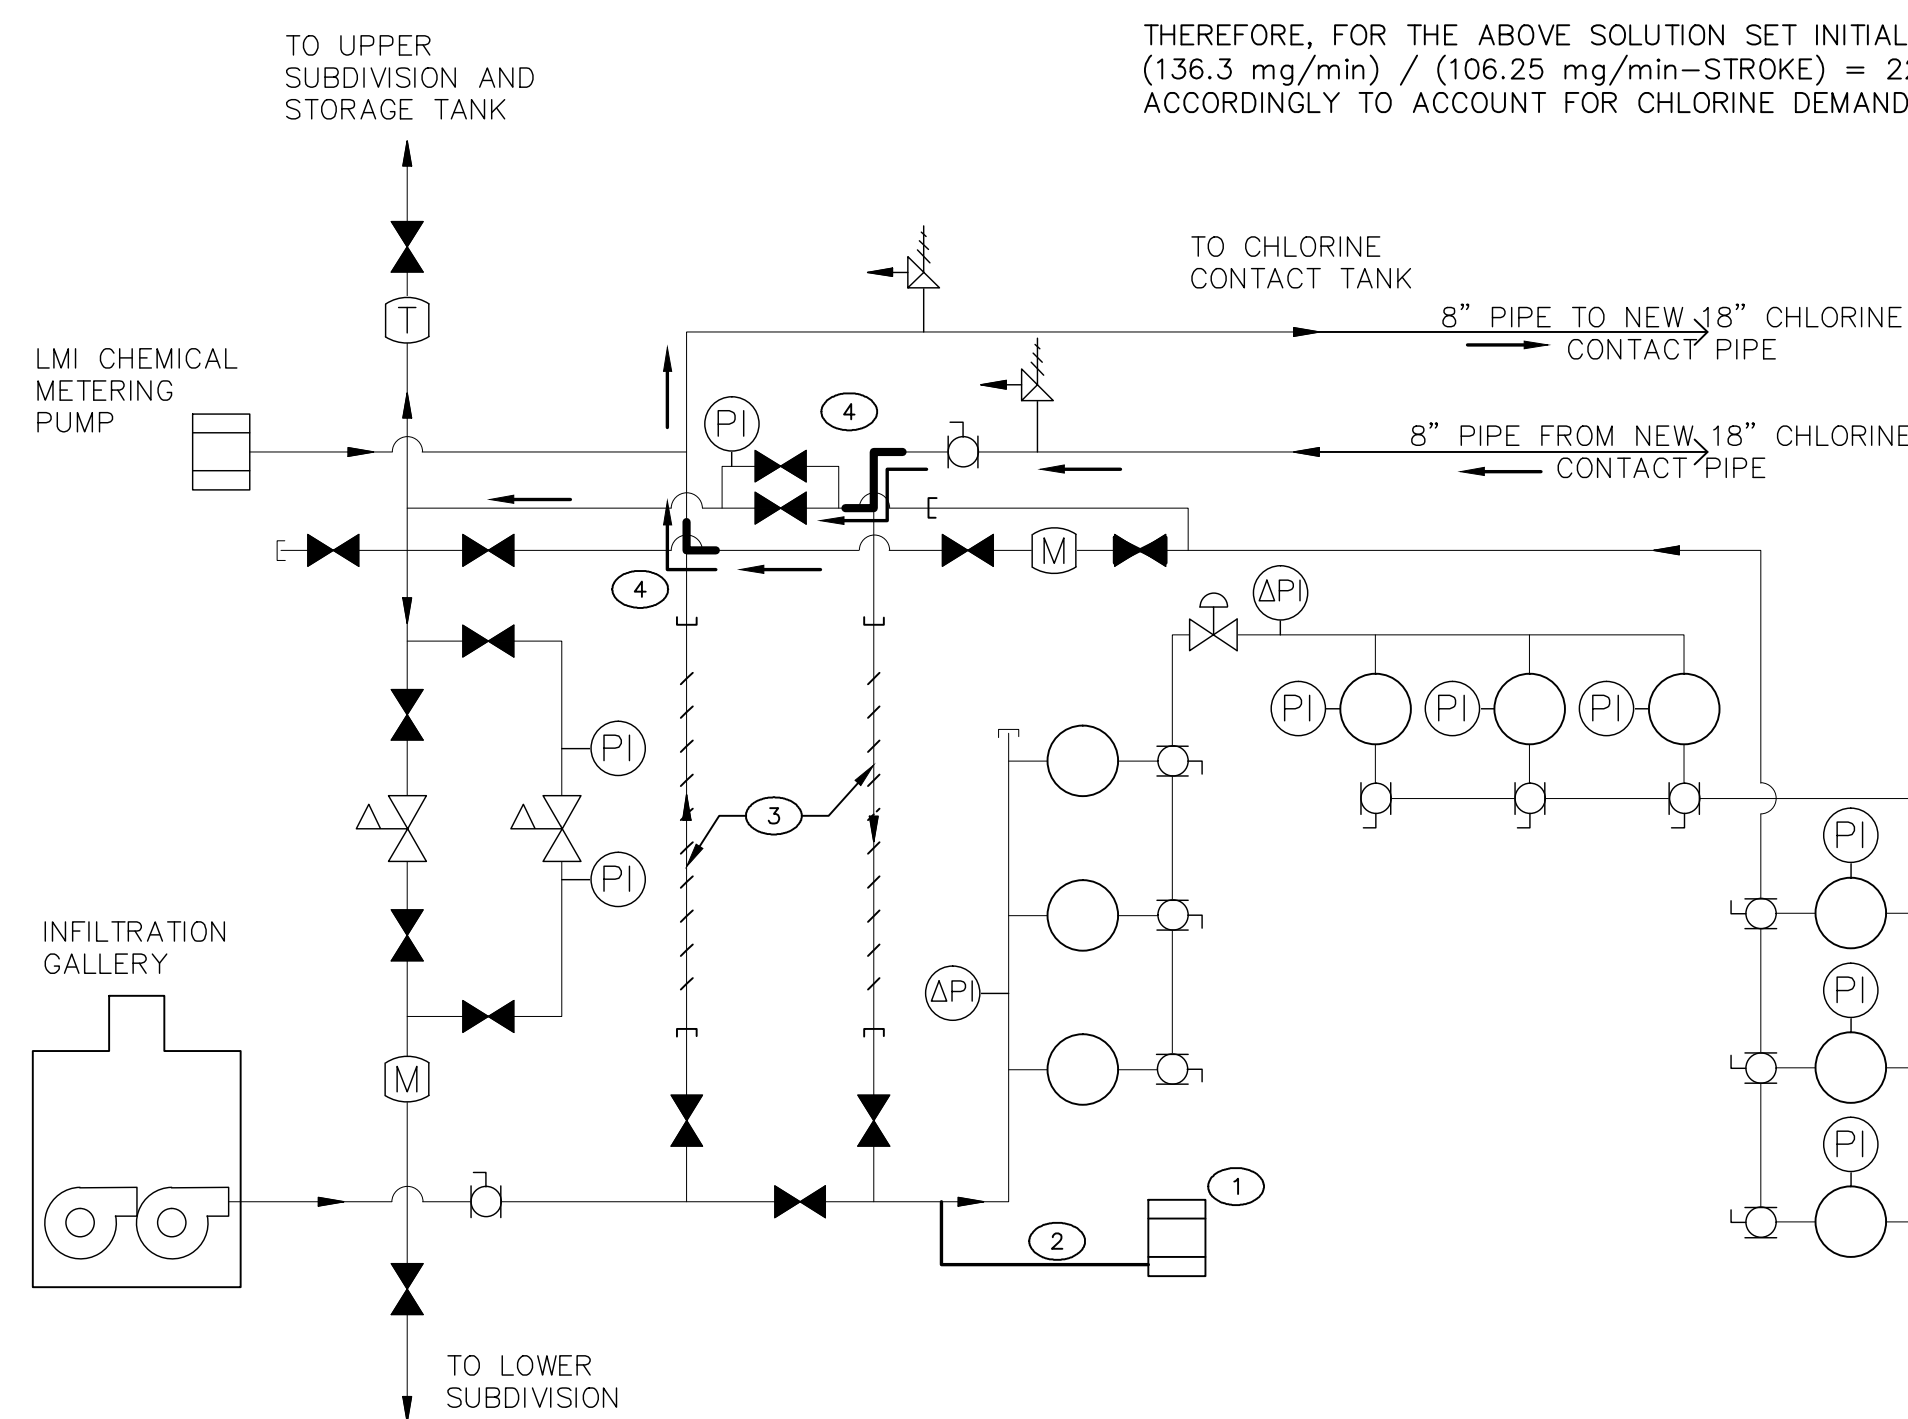 THEREFORE, FOR THE ABOVE SOLUTION SET INITIAL
(136.3 mg/min) / (106.25 mg/min-STROKE) = 22
ACCORDINGLY TO ACCOUNT FOR CHLORINE DEMAND
TO UPPER
SUBDIVISION AND
STORAGE TANK
TO CHLORINE
CONTACT TANK
T
8" PIPE TO NEW 18" CHLORINE
CONTACT PIPE
LMI CHEMICAL
METERING
PUMP
PI
4
8" PIPE FROM NEW 18" CHLORINE
CONTACT PIPE
M
4
ΔPI
PI
PI
PI
PI
3
PI
PI
INFILTRATION
GALLERY
ΔPI
PI
M
PI
1
2
TO LOWER
SUBDIVISION